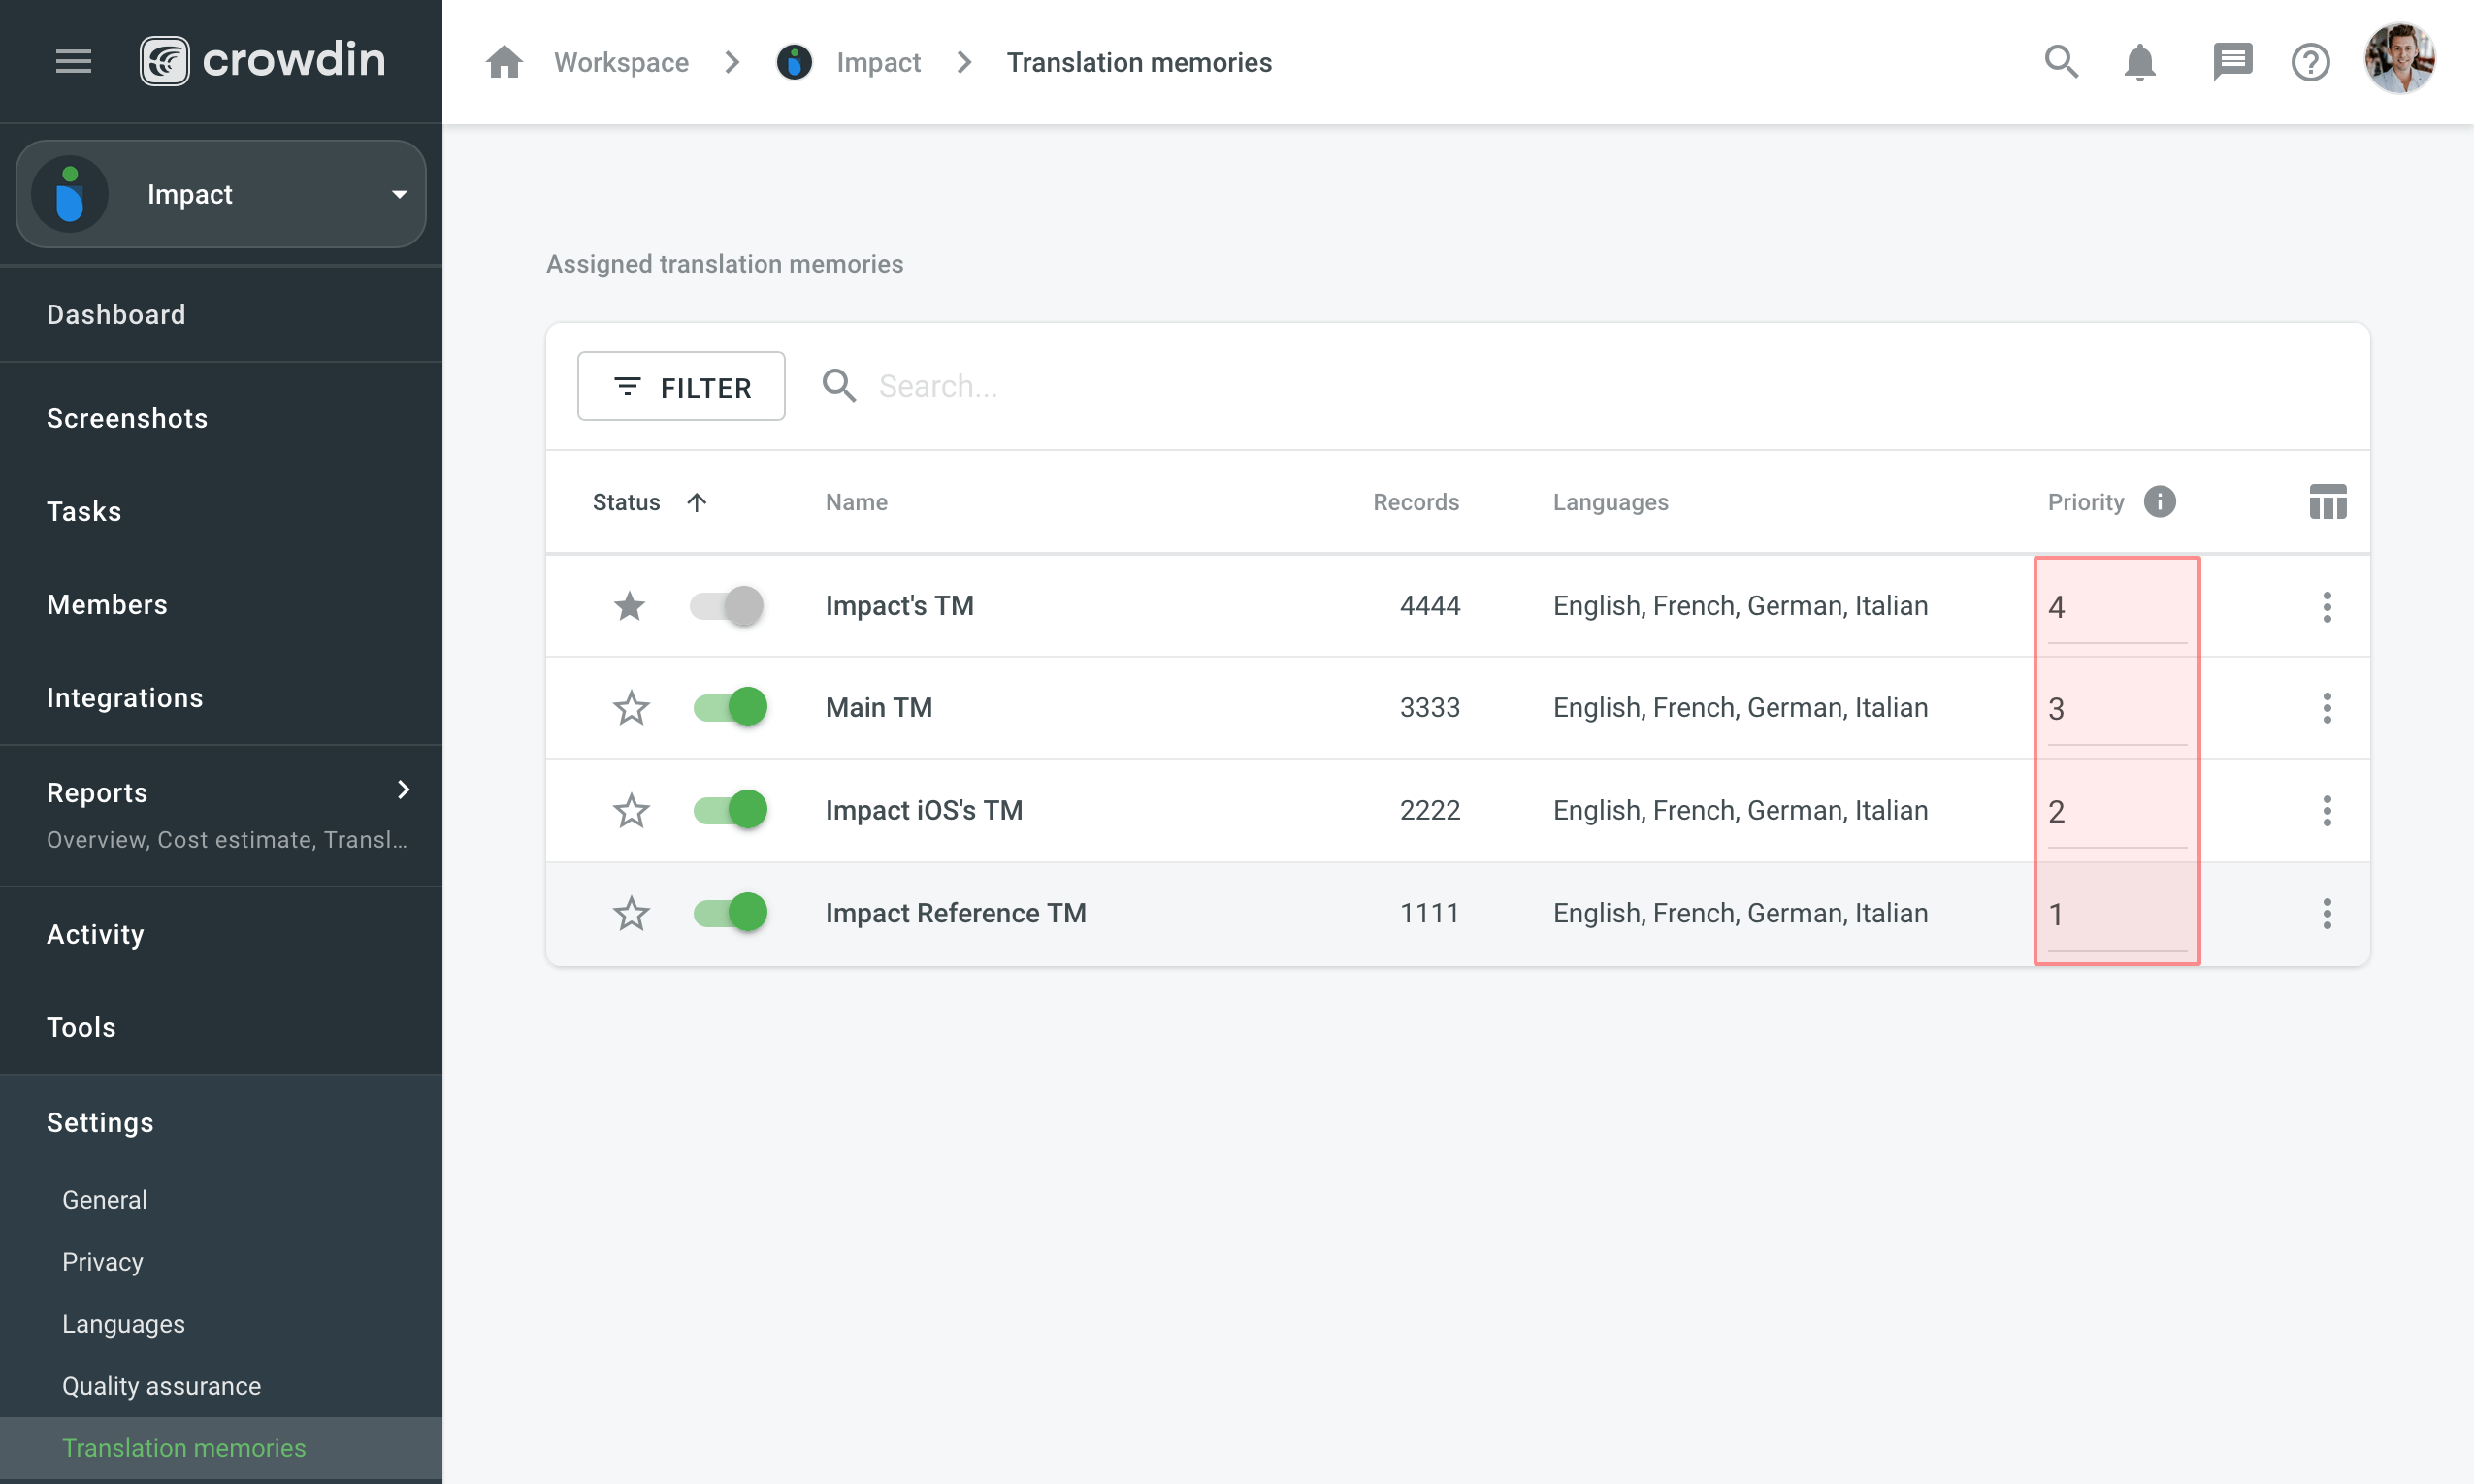 crowdin
Workspace Impact Translation memories
Impact
Dashboard
Screenshots
Tasks
Members
Integrations
Reports
Overview, Cost estimate, Transl...
Activity
Tools
Settings
General
Privacy
Languages
Quality assurance
Translation memories
Assigned translation memories
FILTER Search...
Status Name Records Languages Priority
Impact's TM 4444 English, French, German, Italian 4
Main TM 3333 English, French, German, Italian 3
Impact iOS's TM 2222 English, French, German, Italian 2
Impact Reference TM 1111 English, French, German, Italian 1